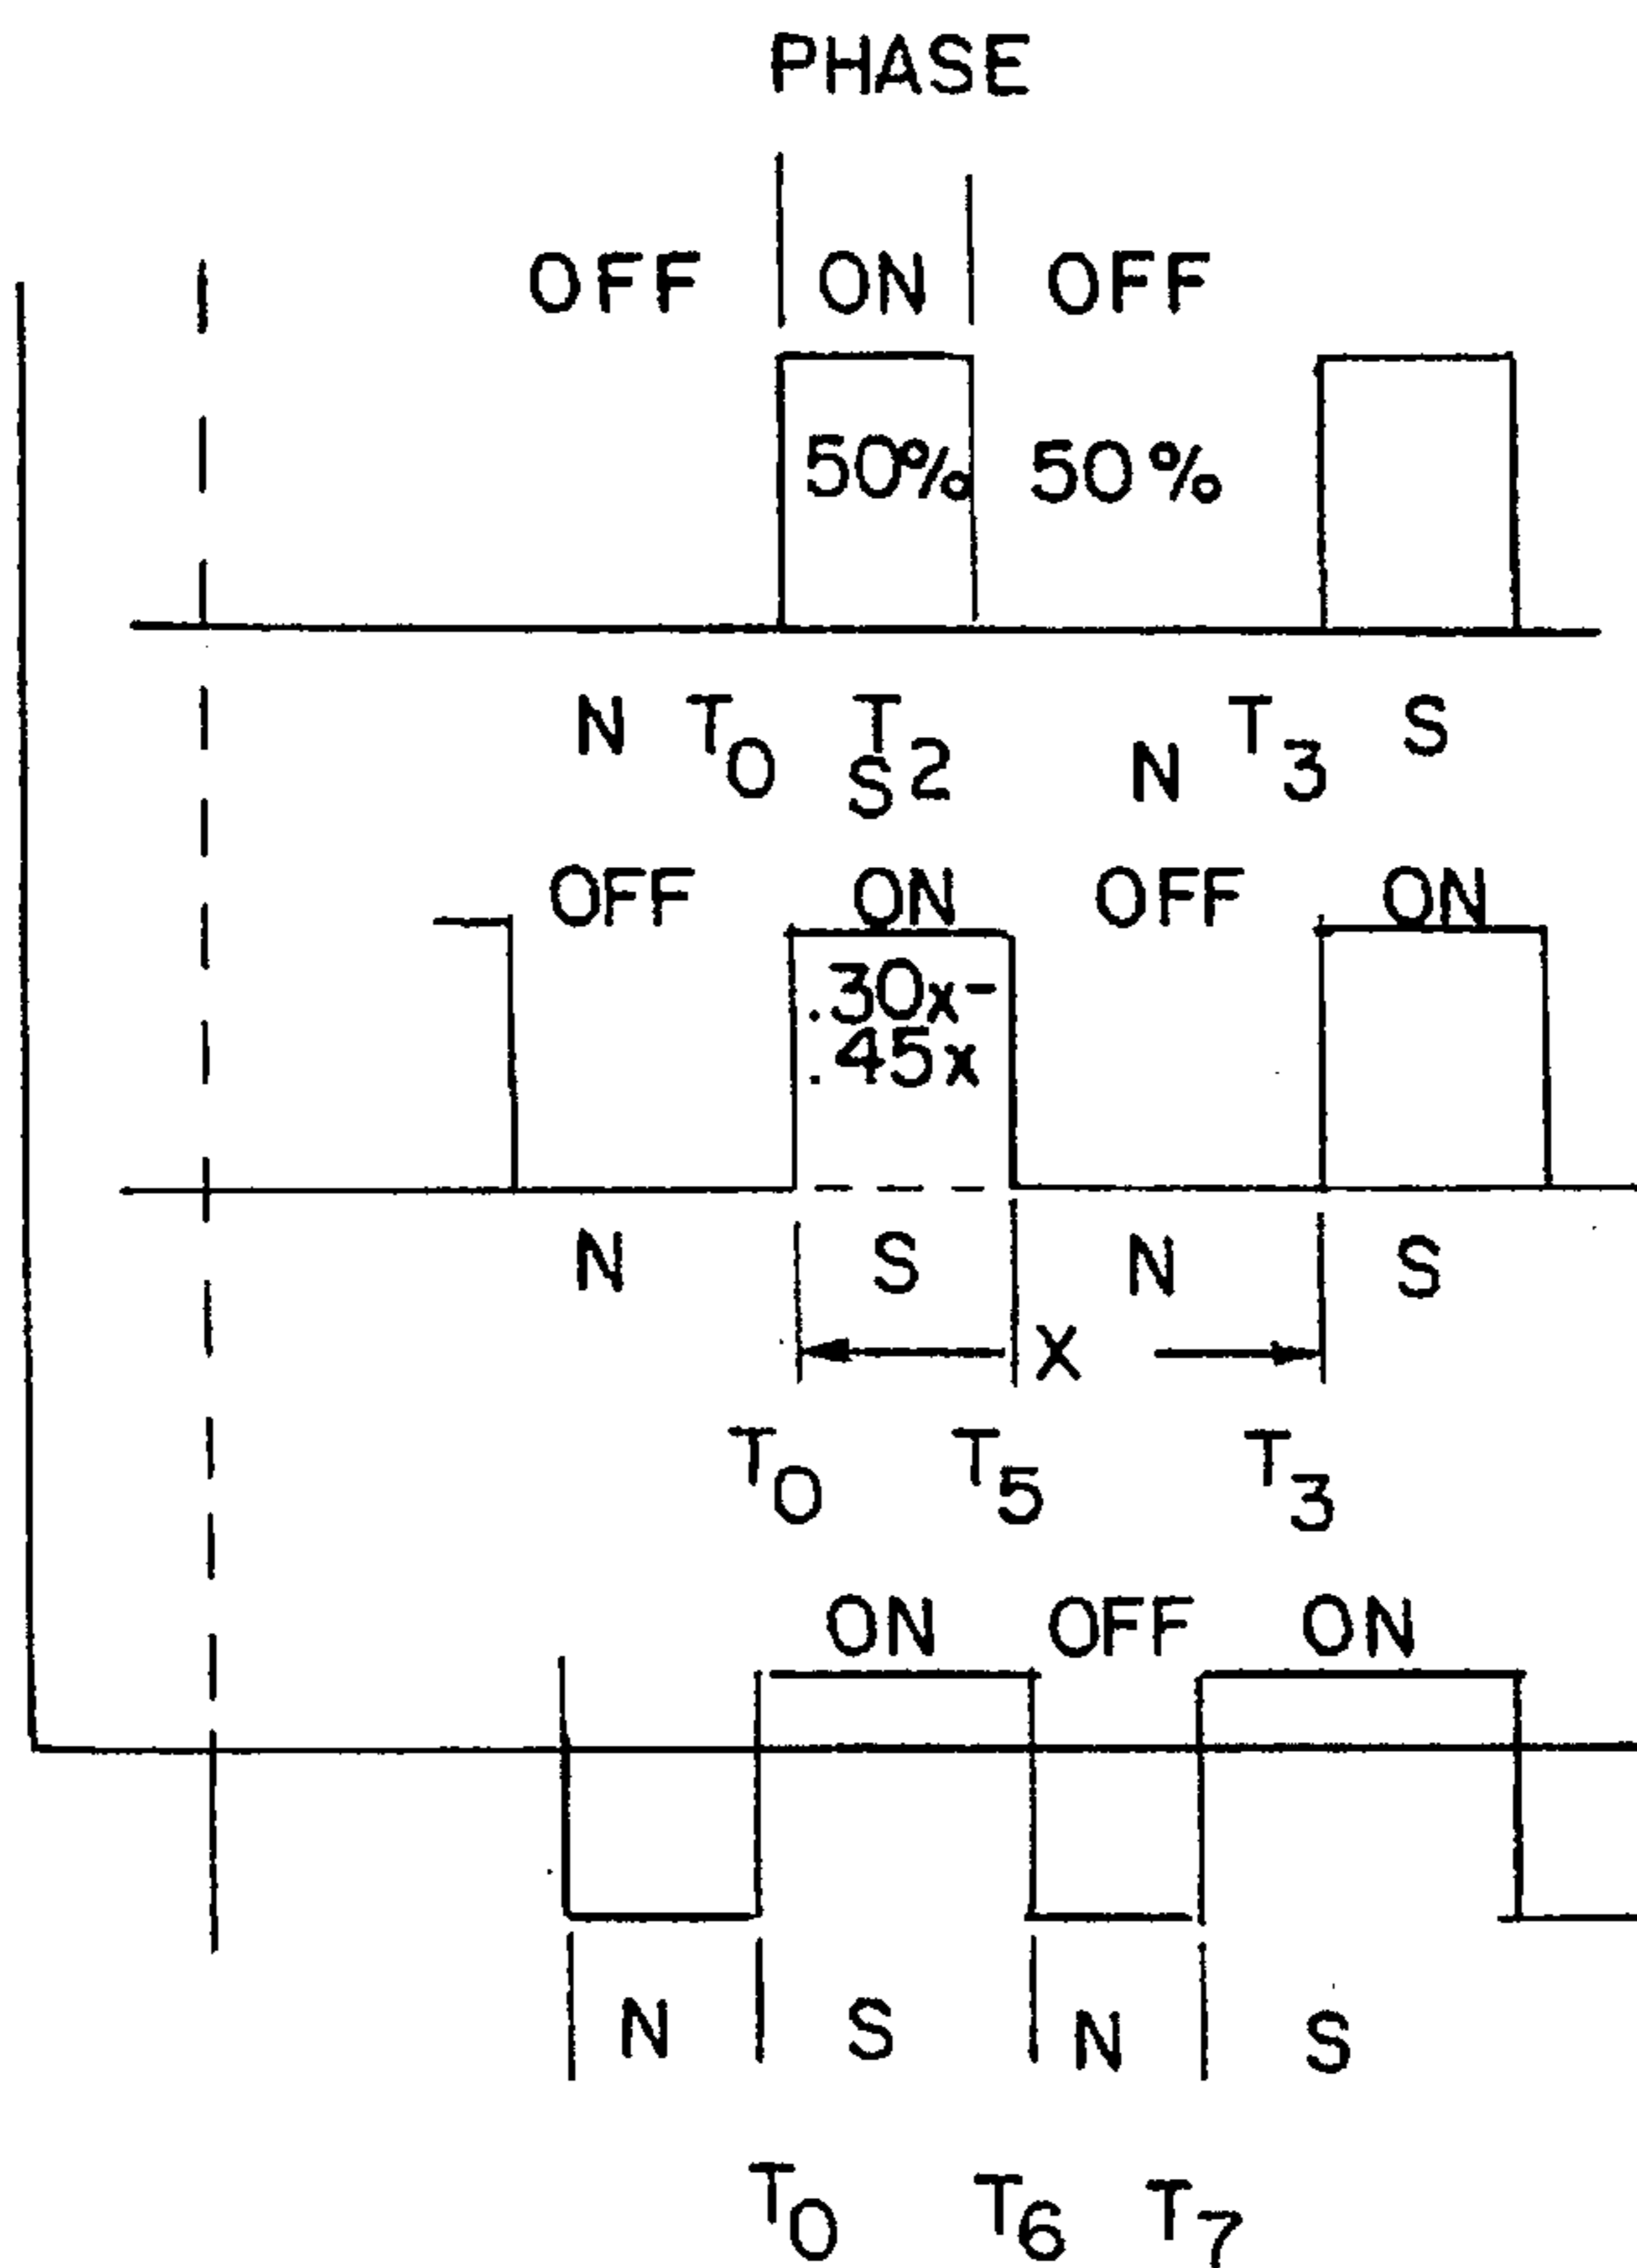 PHASE
OFF ON OFF
50% 50%
N T0 T2 N T3 S
S
OFF ON OFF ON
.30x-
.45x
N S N S
X
T0 T5 T3
ON OFF ON
N S N S
T0 T6 T7